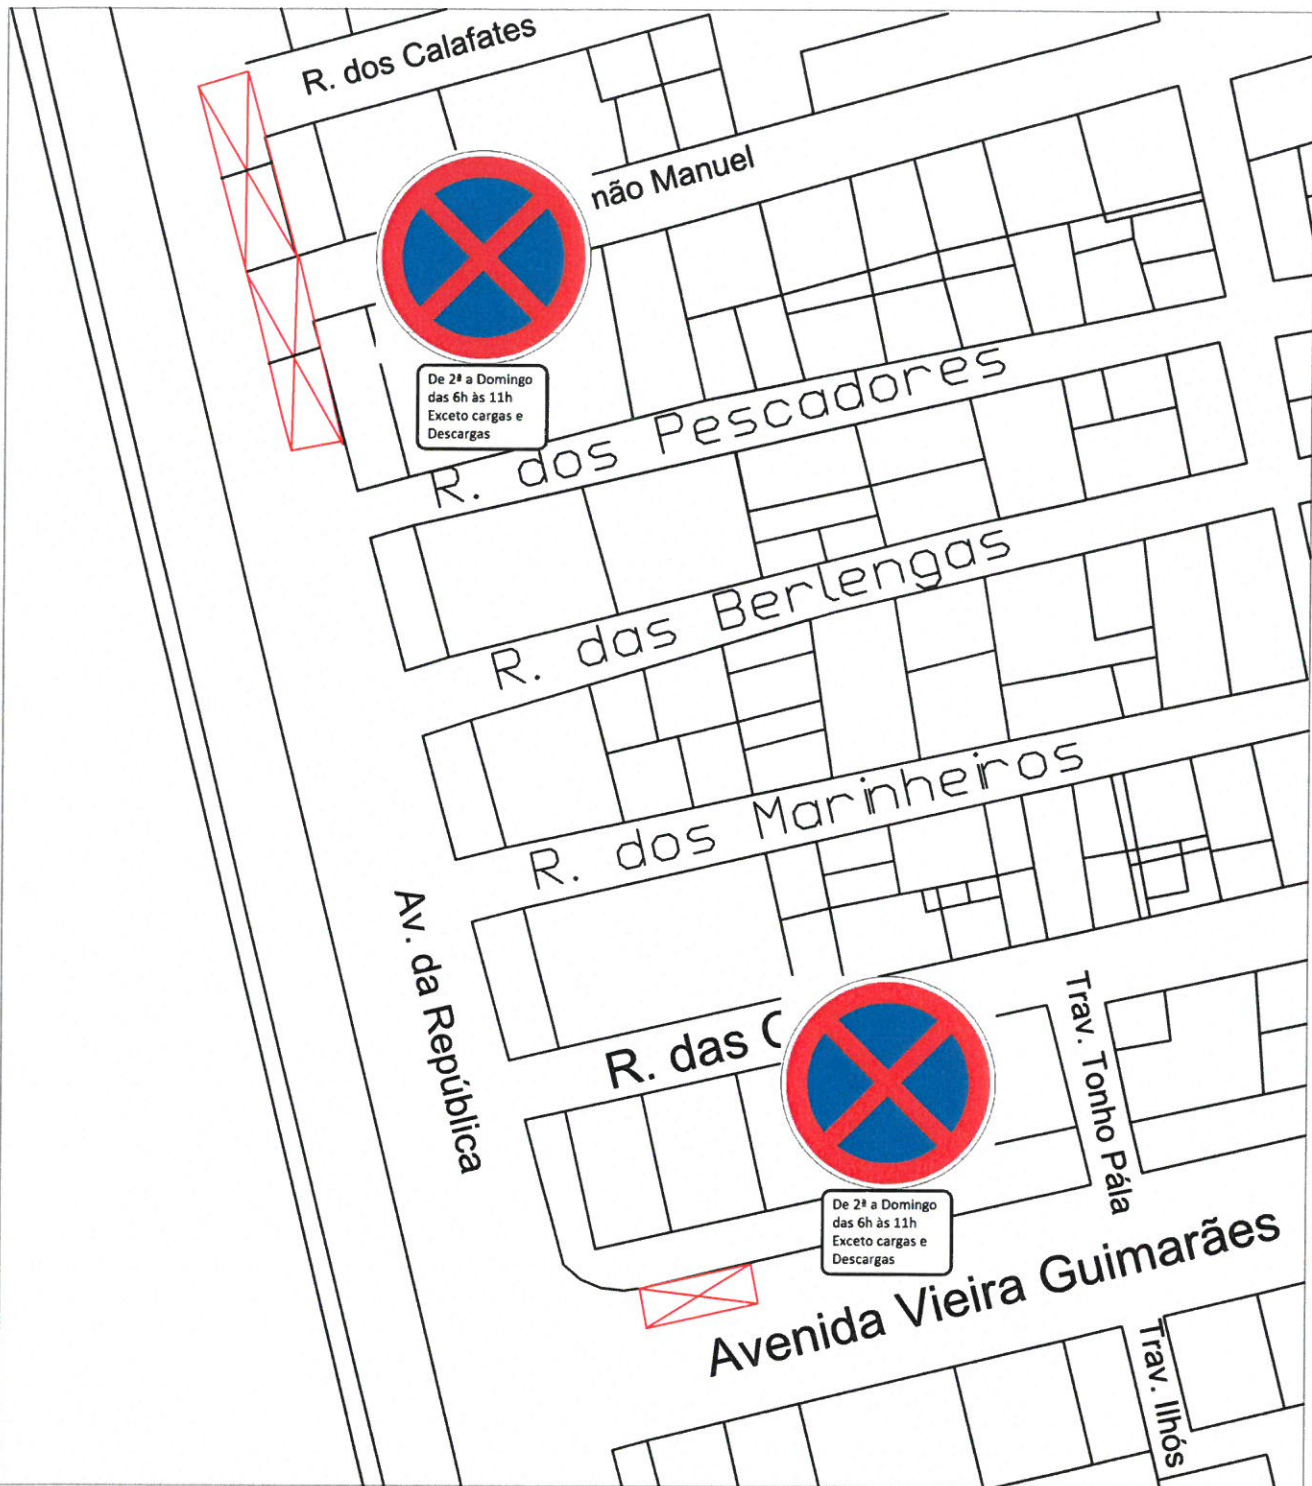 R. dos Calafates
não Manuel
De 2ª a Domingo
das 6h às 11h
Exceto cargas e
Descargas
R. dos Pescadores
R. das Berlengas
R. dos Marinheiros
Av. da República
R. das
Trav. Tonho Pála
De 2ª a Domingo
das 6h às 11h
Exceto cargas e
Descargas
Avenida Vieira Guimarães
Trav. Ilhós